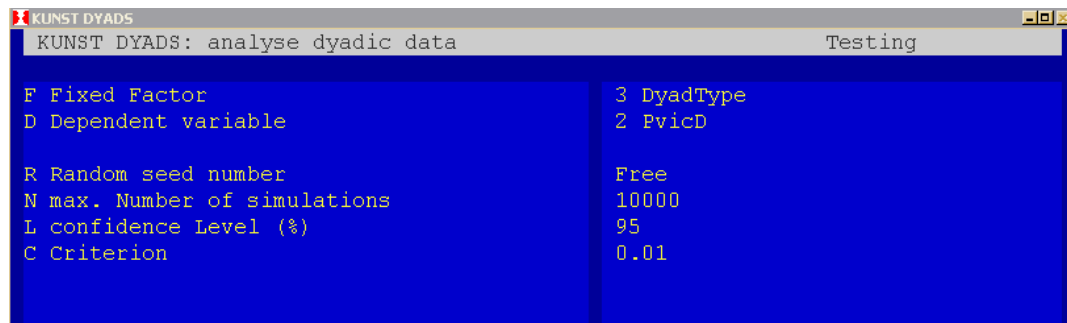 KUNST DYADS
KUNST DYADS: analyse dyadic data Testing
F Fixed Factor 3 DyadType
D Dependent variable 2 PvicD
R Random seed number Free
N max. Number of simulations 10000
L confidence Level (%) 95
C Criterion 0.01